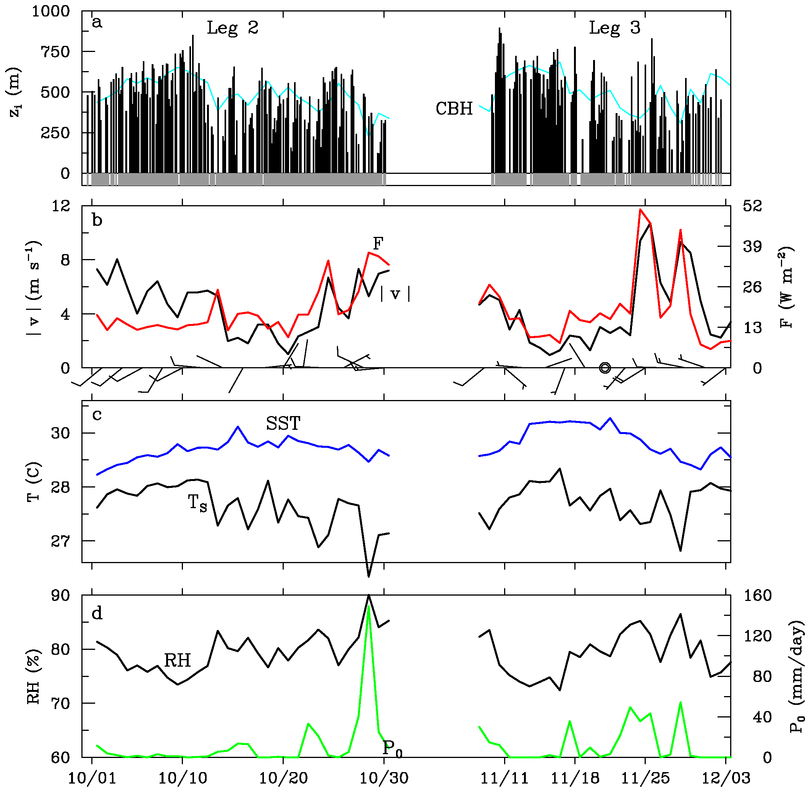 a
Leg 2
Leg 3
CBH
1000
750
500
250
0
z_i (m)
b
F
|v|
12
8
4
0
|v| (m s⁻¹)
52
39
26
13
0
F (W m⁻²)
c
SST
T_S
30
28
27
T (C)
d
RH
P_0
90
80
70
60
RH (%)
160
120
80
40
0
P_0 (mm/day)
10/01 10/10 10/20 10/30 11/11 11/18 11/25 12/03